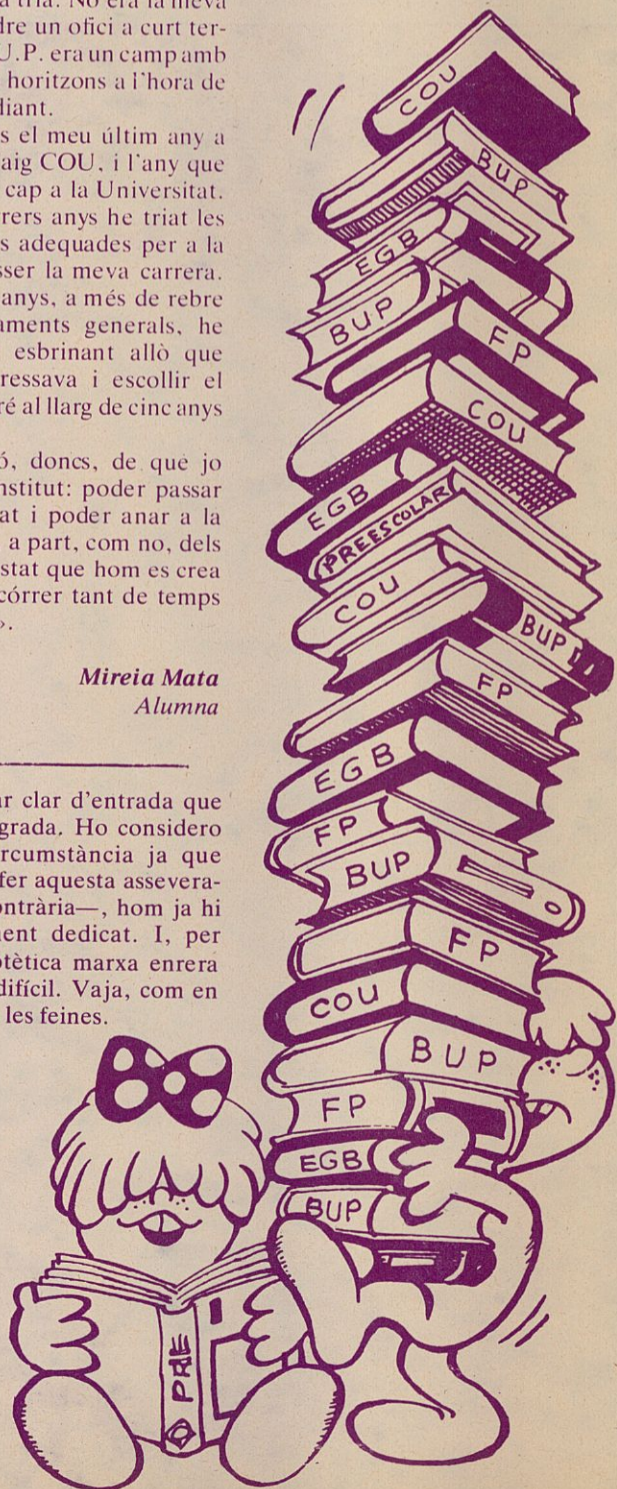 a tria. No era la meva
dre un ofici a curt ter-
U.P. era un camp amb
horitzons a l'hora de
diant.
s el meu últim any a
aig COU, i l'any que
cap a la Universitat.
rers anys he triat les
s adequades per a la
sser la meva carrera.
anys, a més de rebre
aments generals, he
esbrinant allò que
ressava i escollir el
ré al llarg de cinc anys
ó, doncs, de que jo
nstitut: poder passar
at i poder anar a la
a part, com no, dels
stat que hom es crea
córrer tant de temps
».
Mireia Mata
Alumna
ar clar d'entrada que
grada. Ho considero
rcumstància ja que
fer aquesta assevera-
ontrària—, hom ja hi
nent dedicat. I, per
otètica marxa enrera
difícil. Vaja, com en
les feines.
COU
BUP
EGB
BUP
FP
COU
EGB
PREESCOLAR
COU
BUP
FP
EGB
FP
BUP
FP
COU
BUP
FP
EGB
BUP
PRE